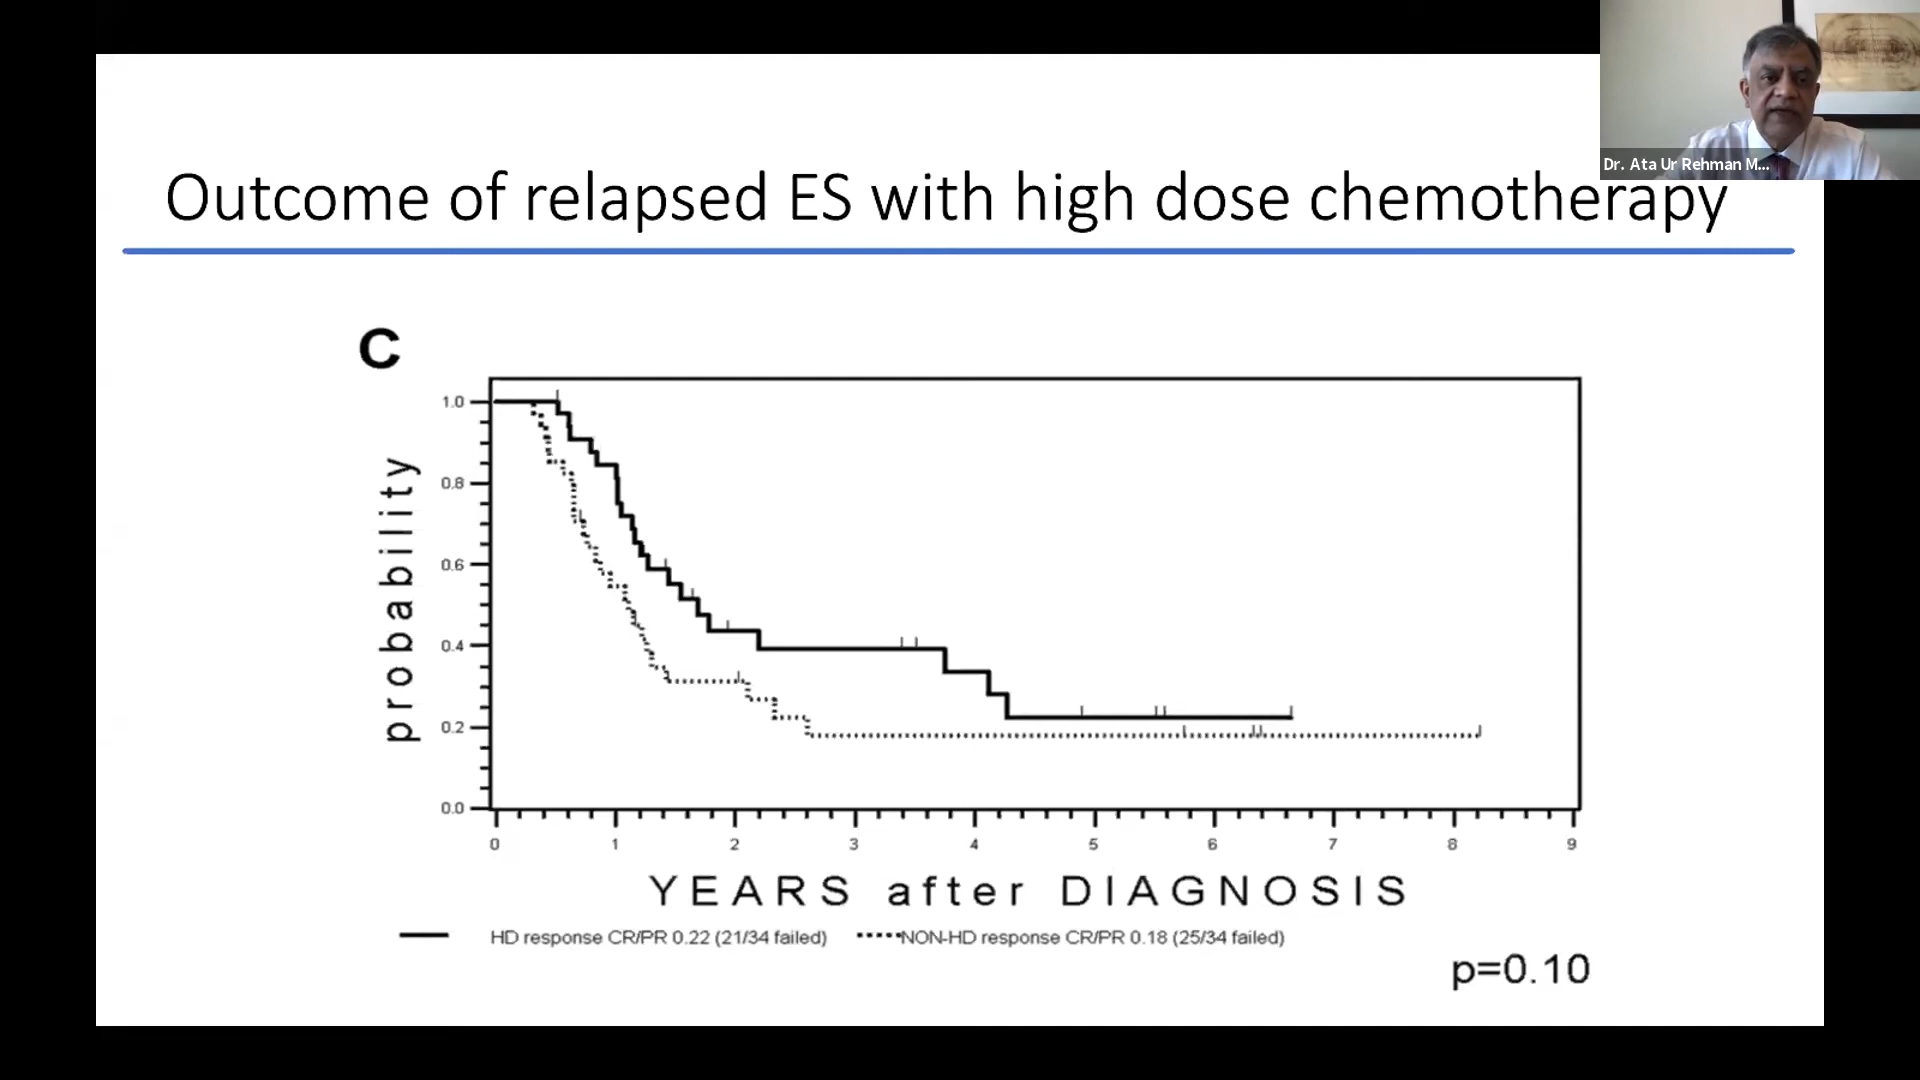 Dr. Ata Ur Rehman M...
Outcome of relapsed ES with high dose chemotherapy
C
probability
1.0
0.8
0.6
0.4
0.2
0.0
0 1 2 3 4 5 6 7 8 9
YEARS after DIAGNOSIS
HD response CR/PR 0.22 (21/34 failed) NON-HD response CR/PR 0.18 (25/34 failed)
p=0.10